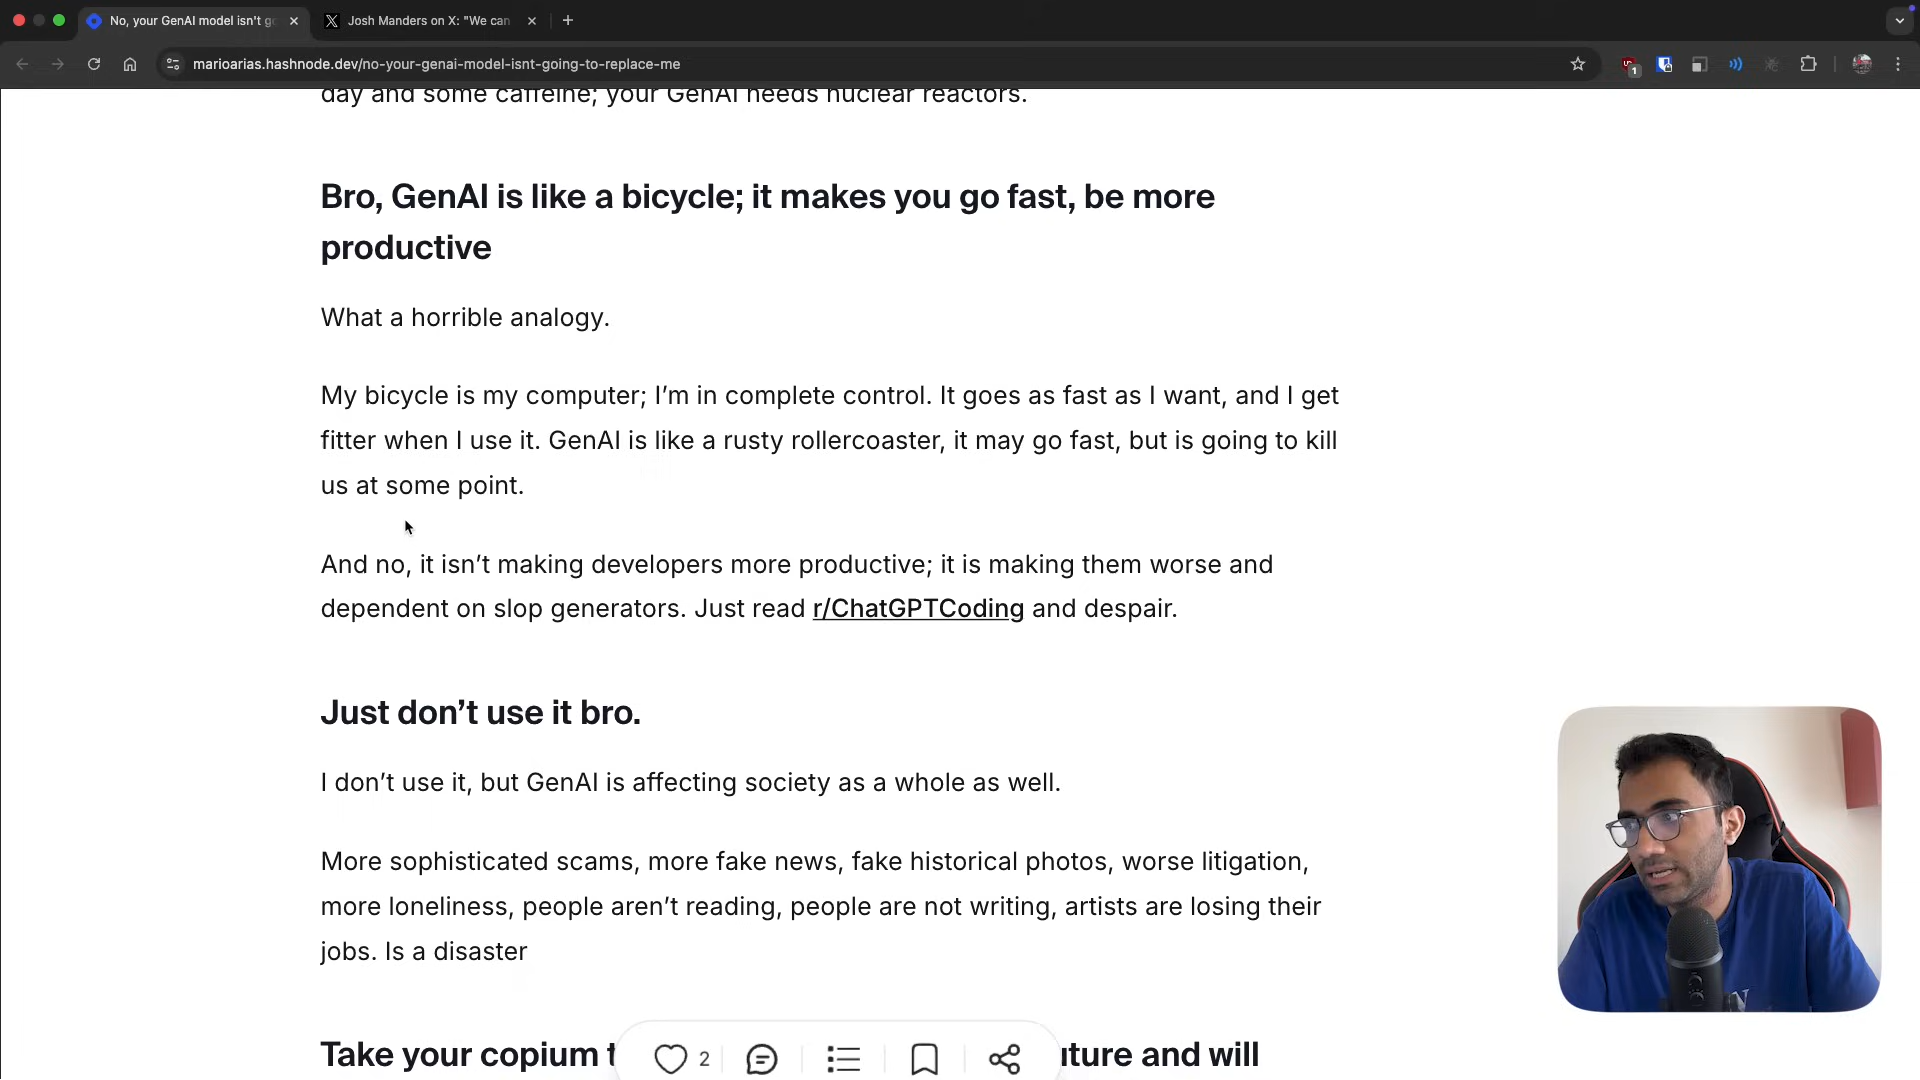 No, your GenAI model isn't g
Josh Manders on X: "We can
marioarias.hashnode.dev/no-your-genai-model-isnt-going-to-replace-me
1
day and some caffeine; your GenAI needs nuclear reactors.
Bro, GenAI is like a bicycle; it makes you go fast, be more
productive
What a horrible analogy.
My bicycle is my computer; I’m in complete control. It goes as fast as I want, and I get
fitter when I use it. GenAI is like a rusty rollercoaster, it may go fast, but is going to kill
us at some point.
And no, it isn’t making developers more productive; it is making them worse and
dependent on slop generators. Just read r/ChatGPTCoding and despair.
Just don’t use it bro.
I don’t use it, but GenAI is affecting society as a whole as well.
More sophisticated scams, more fake news, fake historical photos, worse litigation,
more loneliness, people aren’t reading, people are not writing, artists are losing their
jobs. Is a disaster
Take your copium uture and will
2